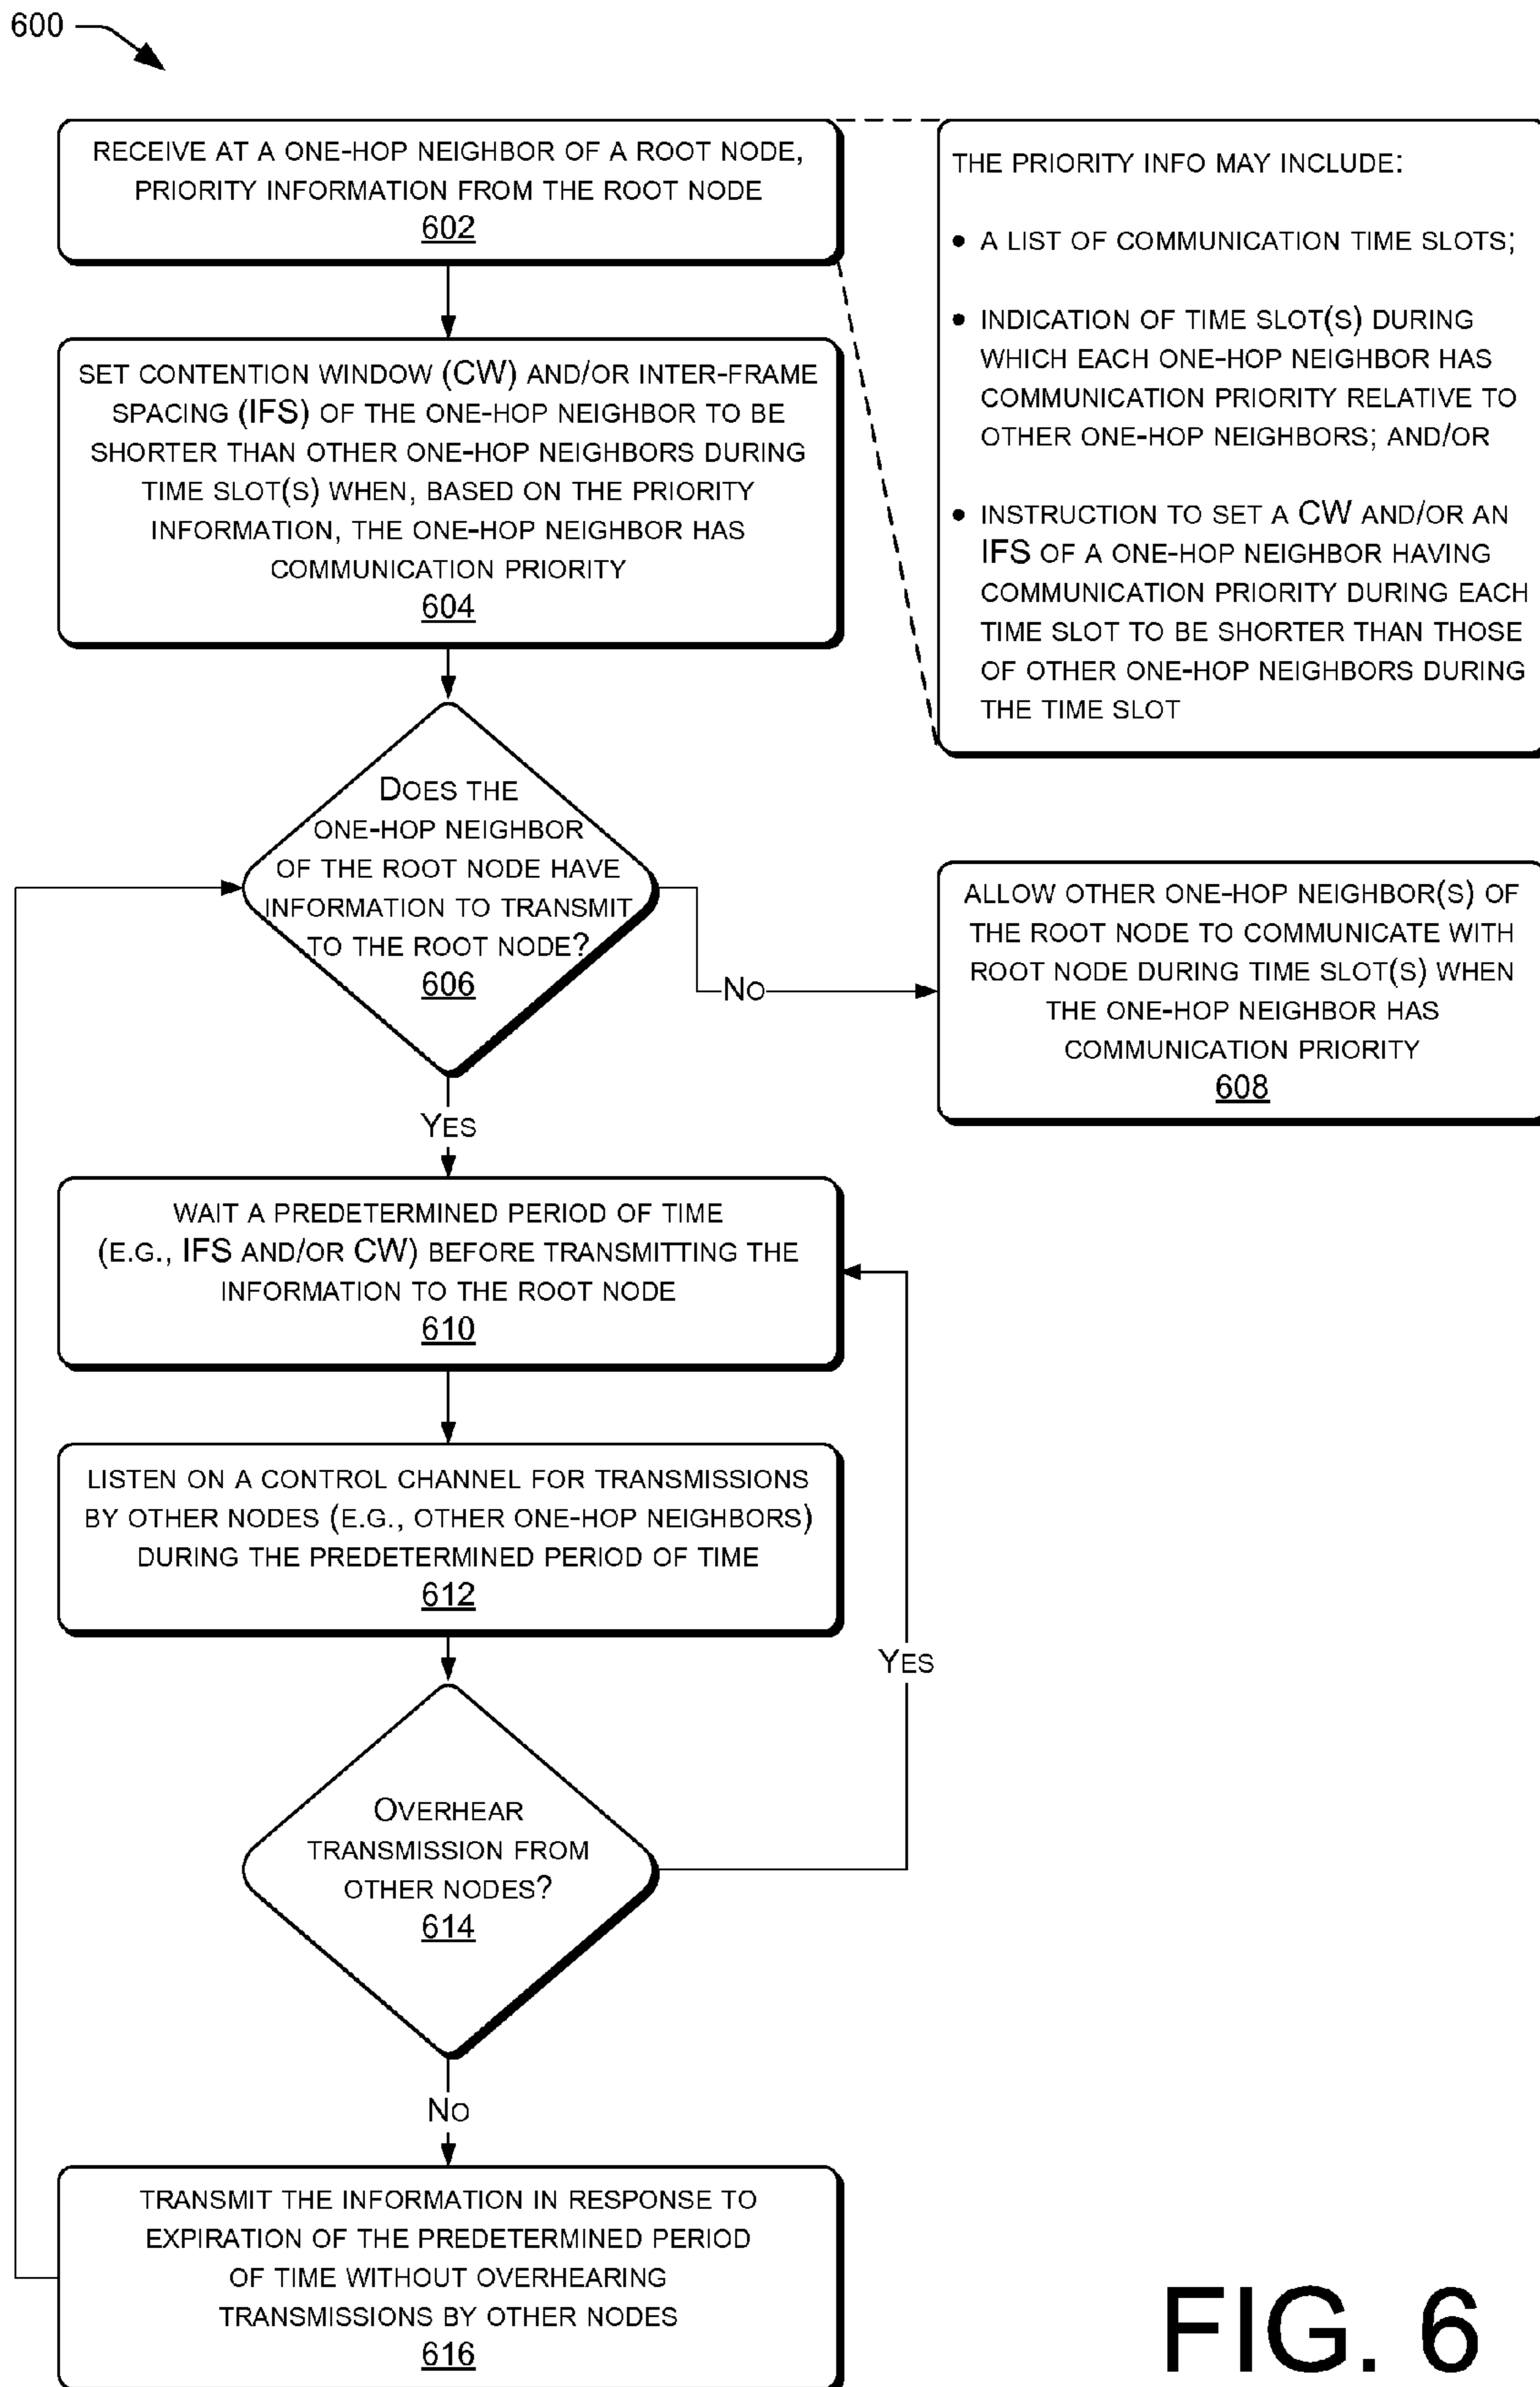 600
RECEIVE AT A ONE-HOP NEIGHBOR OF A ROOT NODE,
PRIORITY INFORMATION FROM THE ROOT NODE
602
THE PRIORITY INFO MAY INCLUDE:
• A LIST OF COMMUNICATION TIME SLOTS;
• INDICATION OF TIME SLOT(S) DURING
WHICH EACH ONE-HOP NEIGHBOR HAS
COMMUNICATION PRIORITY RELATIVE TO
OTHER ONE-HOP NEIGHBORS; AND/OR
• INSTRUCTION TO SET A CW AND/OR AN
IFS OF A ONE-HOP NEIGHBOR HAVING
COMMUNICATION PRIORITY DURING EACH
TIME SLOT TO BE SHORTER THAN THOSE
OF OTHER ONE-HOP NEIGHBORS DURING
THE TIME SLOT
SET CONTENTION WINDOW (CW) AND/OR INTER-FRAME
SPACING (IFS) OF THE ONE-HOP NEIGHBOR TO BE
SHORTER THAN OTHER ONE-HOP NEIGHBORS DURING
TIME SLOT(S) WHEN, BASED ON THE PRIORITY
INFORMATION, THE ONE-HOP NEIGHBOR HAS
COMMUNICATION PRIORITY
604
DOES THE
ONE-HOP NEIGHBOR
OF THE ROOT NODE HAVE
INFORMATION TO TRANSMIT
TO THE ROOT NODE?
606
NO
ALLOW OTHER ONE-HOP NEIGHBOR(S) OF
THE ROOT NODE TO COMMUNICATE WITH
ROOT NODE DURING TIME SLOT(S) WHEN
THE ONE-HOP NEIGHBOR HAS
COMMUNICATION PRIORITY
608
YES
WAIT A PREDETERMINED PERIOD OF TIME
(E.G., IFS AND/OR CW) BEFORE TRANSMITTING THE
INFORMATION TO THE ROOT NODE
610
LISTEN ON A CONTROL CHANNEL FOR TRANSMISSIONS
BY OTHER NODES (E.G., OTHER ONE-HOP NEIGHBORS)
DURING THE PREDETERMINED PERIOD OF TIME
612
YES
OVERHEAR
TRANSMISSION FROM
OTHER NODES?
614
NO
TRANSMIT THE INFORMATION IN RESPONSE TO
EXPIRATION OF THE PREDETERMINED PERIOD
OF TIME WITHOUT OVERHEARING
TRANSMISSIONS BY OTHER NODES
616
FIG. 6